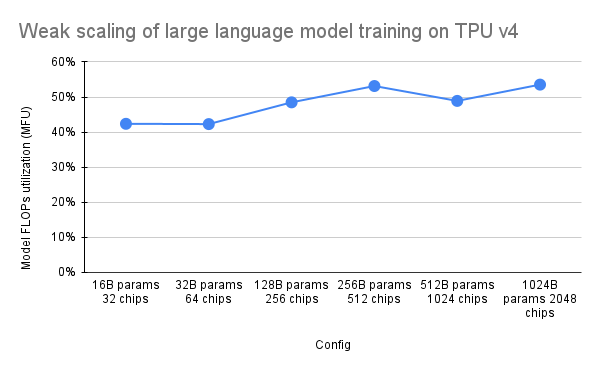 Weak scaling of large language model training on TPU v4
Model FLOPs utilization (MFU)
60%
50%
40%
30%
20%
10%
0%
16B params
32 chips
32B params
64 chips
128B params
256 chips
256B params
512 chips
512B params
1024 chips
1024B
params 2048
chips
Config